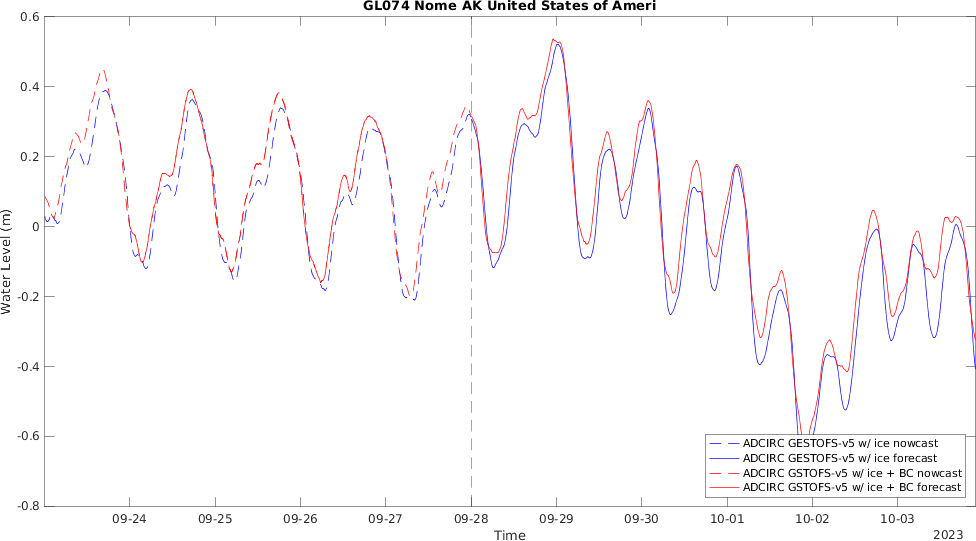 GL074 Nome AK United States of Ameri
Water Level (m)
0.6
0.4
0.2
0
-0.2
-0.4
-0.6
-0.8
ADCIRC GESTOFS-v5 w/ ice nowcast
ADCIRC GESTOFS-v5 w/ ice forecast
ADCIRC GSTOFS-v5 w/ ice + BC nowcast
ADCIRC GSTOFS-v5 w/ ice + BC forecast
09-24 09-25 09-26 09-27 09-28 09-29 09-30 10-01 10-02 10-03
Time
2023